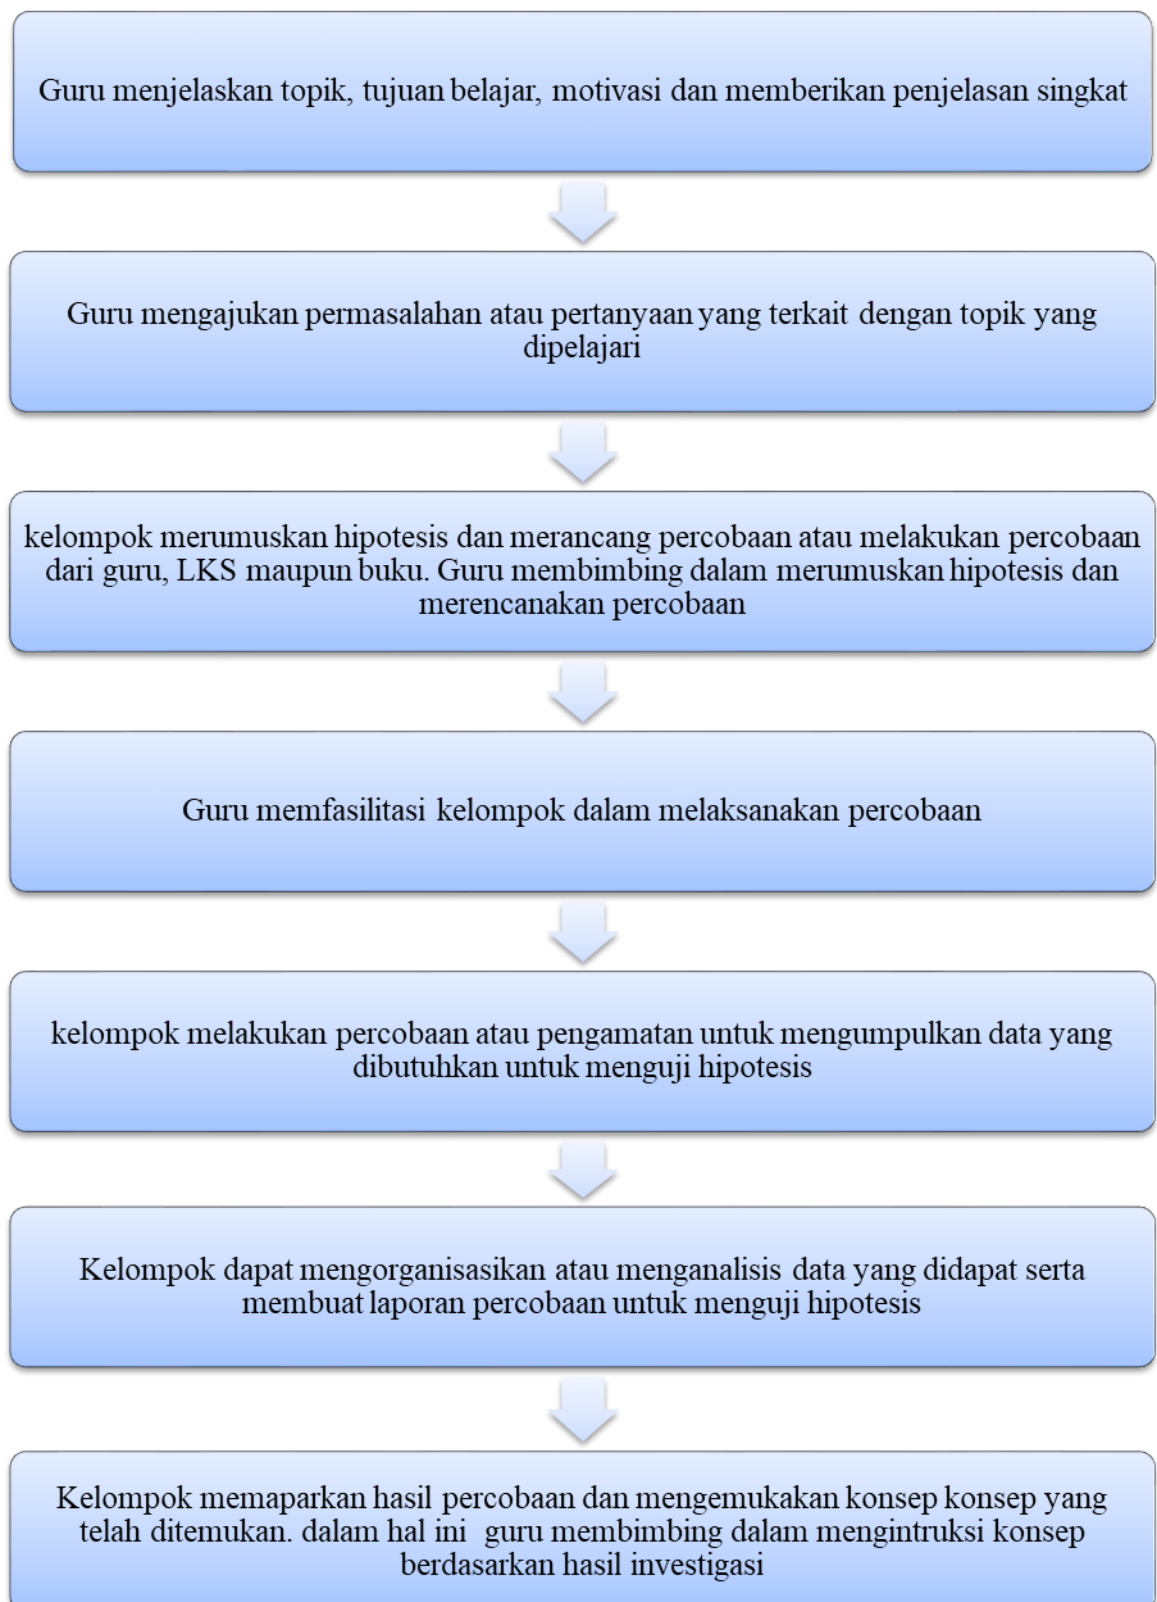 Guru menjelaskan topik, tujuan belajar, motivasi dan memberikan penjelasan singkat
Guru mengajukan permasalahan atau pertanyaan yang terkait dengan topik yang
dipelajari
kelompok merumuskan hipotesis dan merancang percobaan atau melakukan percobaan
dari guru, LKS maupun buku. Guru membimbing dalam merumuskan hipotesis dan
merencanakan percobaan
Guru memfasilitasi kelompok dalam melaksanakan percobaan
kelompok melakukan percobaan atau pengamatan untuk mengumpulkan data yang
dibutuhkan untuk menguji hipotesis
Kelompok dapat mengorganisasikan atau menganalisis data yang didapat serta
membuat laporan percobaan untuk menguji hipotesis
Kelompok memaparkan hasil percobaan dan mengemukakan konsep konsep yang
telah ditemukan. dalam hal ini guru membimbing dalam mengintruksi konsep
berdasarkan hasil investigasi